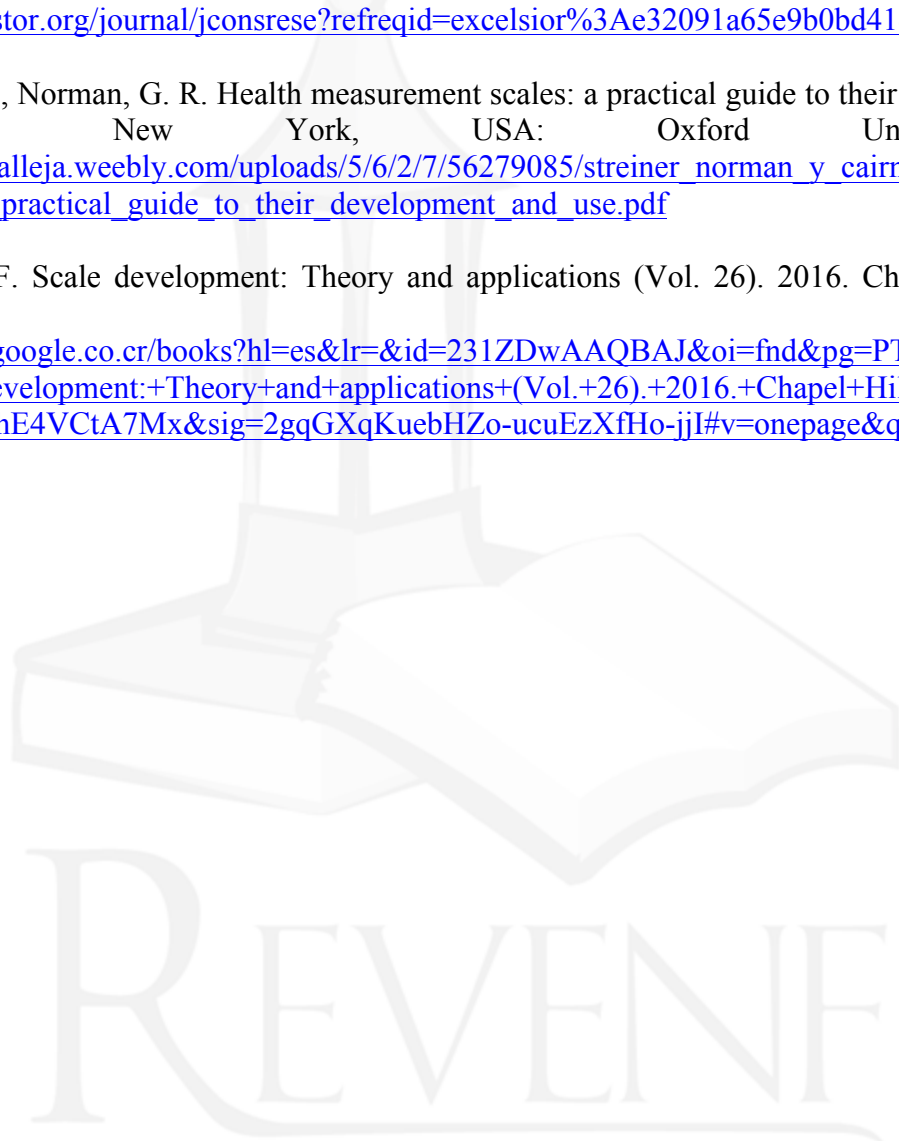 stor.org/journal/jconsrese?refreqid=excelsior%3Ae32091a65e9b0bd41
, Norman, G. R. Health measurement scales: a practical guide to their
New York, USA: Oxford Un
alleja.weebly.com/uploads/5/6/2/7/56279085/streiner_norman_y_cairn
practical_guide_to_their_development_and_use.pdf
F. Scale development: Theory and applications (Vol. 26). 2016. Ch
google.co.cr/books?hl=es&lr=&id=231ZDwAAQBAJ&oi=fnd&pg=PT
evelopment:+Theory+and+applications+(Vol.+26).+2016.+Chapel+Hi
nE4VCtA7Mx&sig=2gqGXqKuebHZo-ucuEzXfHo-jjI#v=onepage&q
REVENF